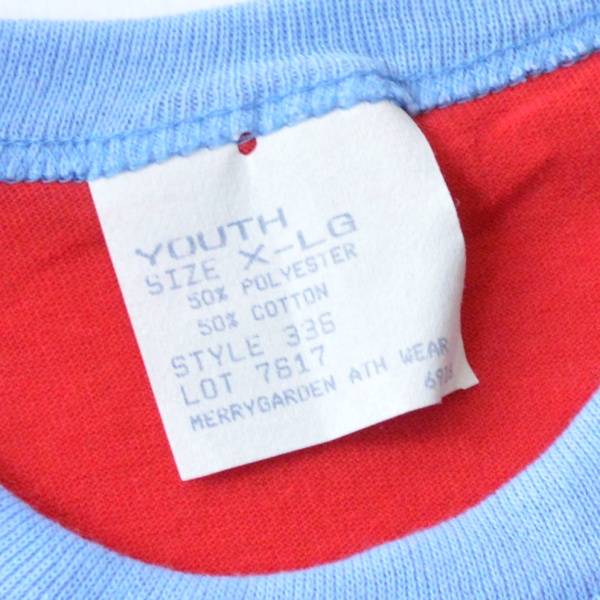 YOUTH
SIZE X-LG
50% POLYESTER
50% COTTON
STYLE 336
LOT 7617
MERRYGARDEN ATH WEAR